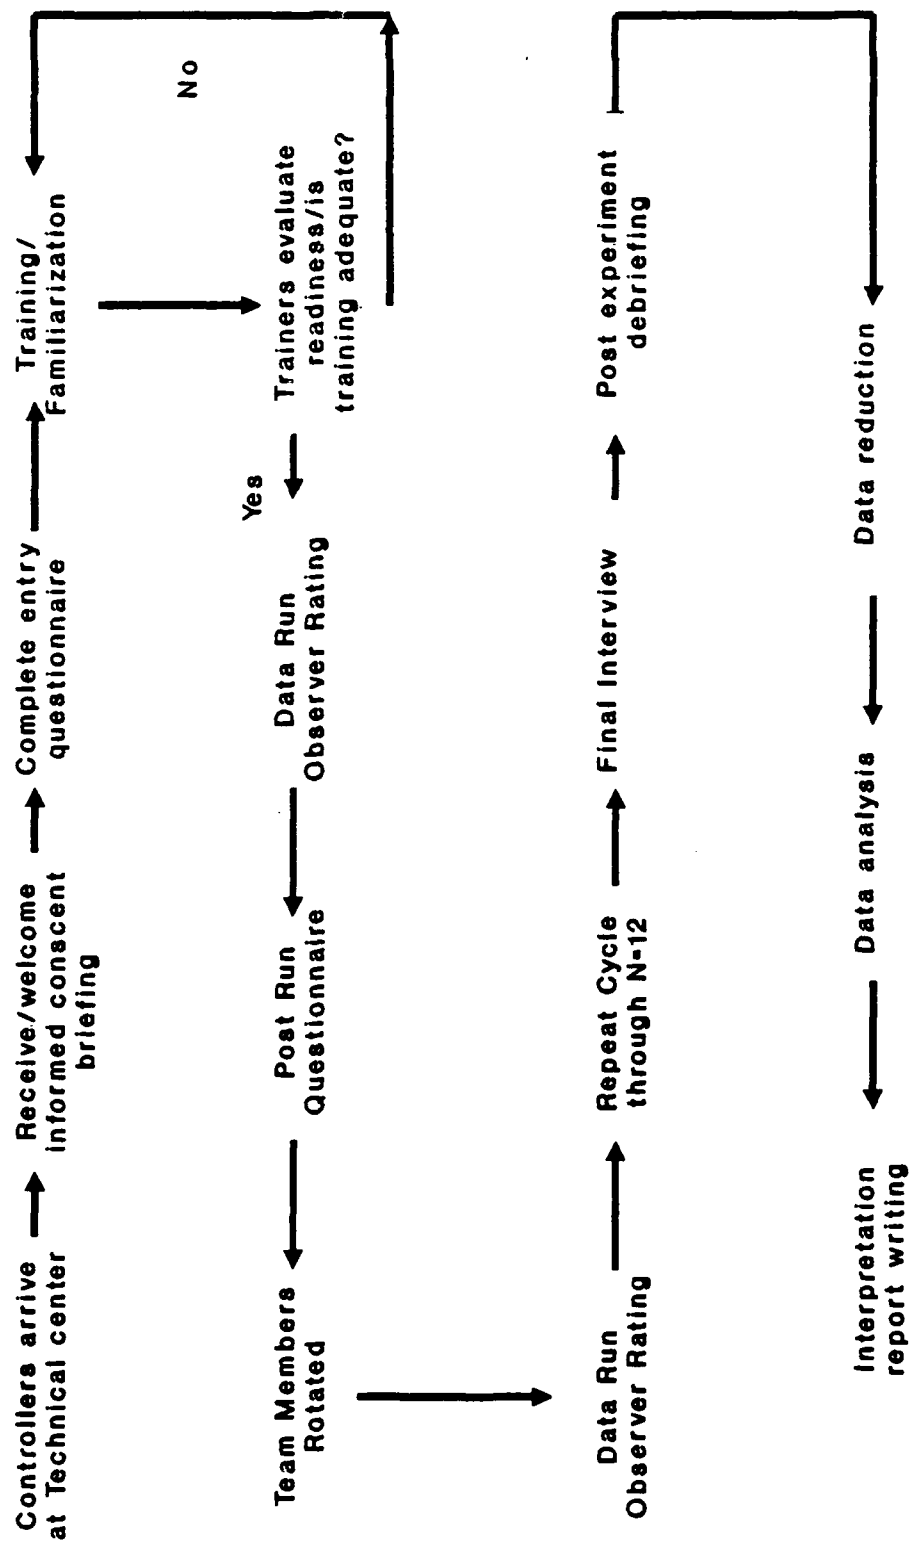 Controllers arrive
at Technical center
Receive/welcome
informed conscent
briefing
Complete entry
questionnaire
Training/
Familiarization
No
Trainers evaluate
readiness/is
training adequate?
Yes
Data Run
Observer Rating
Post Run
Questionnaire
Team Members
Rotated
Data Run
Observer Rating
Repeat Cycle
through N=12
Final Interview
Post experiment
debriefing
Data reduction
Data analysis
Interpretation
report writing